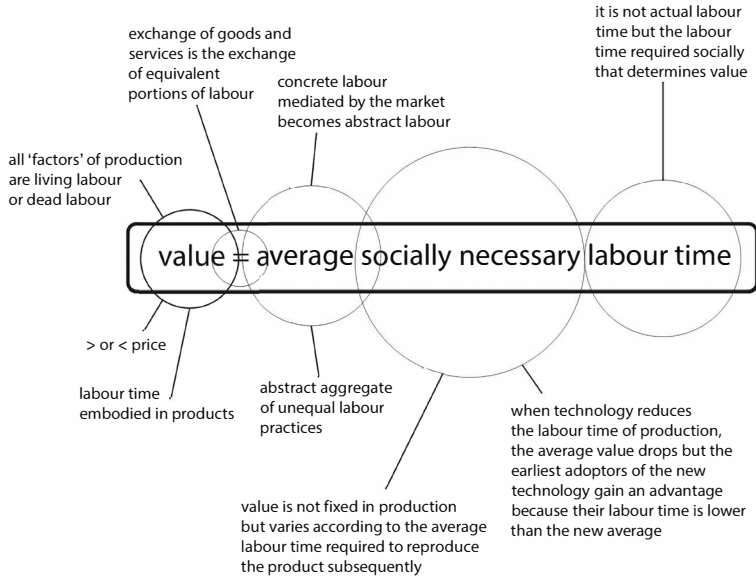 it is not actual labour
time but the labour
time required socially
that determines value
exchange of goods and
services is the exchange
of equivalent
portions of labour
concrete labour
mediated by the market
becomes abstract labour
all ‘factors’ of production
are living labour
or dead labour
value = average socially necessary labour time
> or < price
labour time
embodied in products
abstract aggregate
of unequal labour
practices
value is not fixed in production
but varies according to the average
labour time required to reproduce
the product subsequently
when technology reduces
the labour time of production,
the average value drops but the
earliest adoptors of the new
technology gain an advantage
because their labour time is lower
than the new average